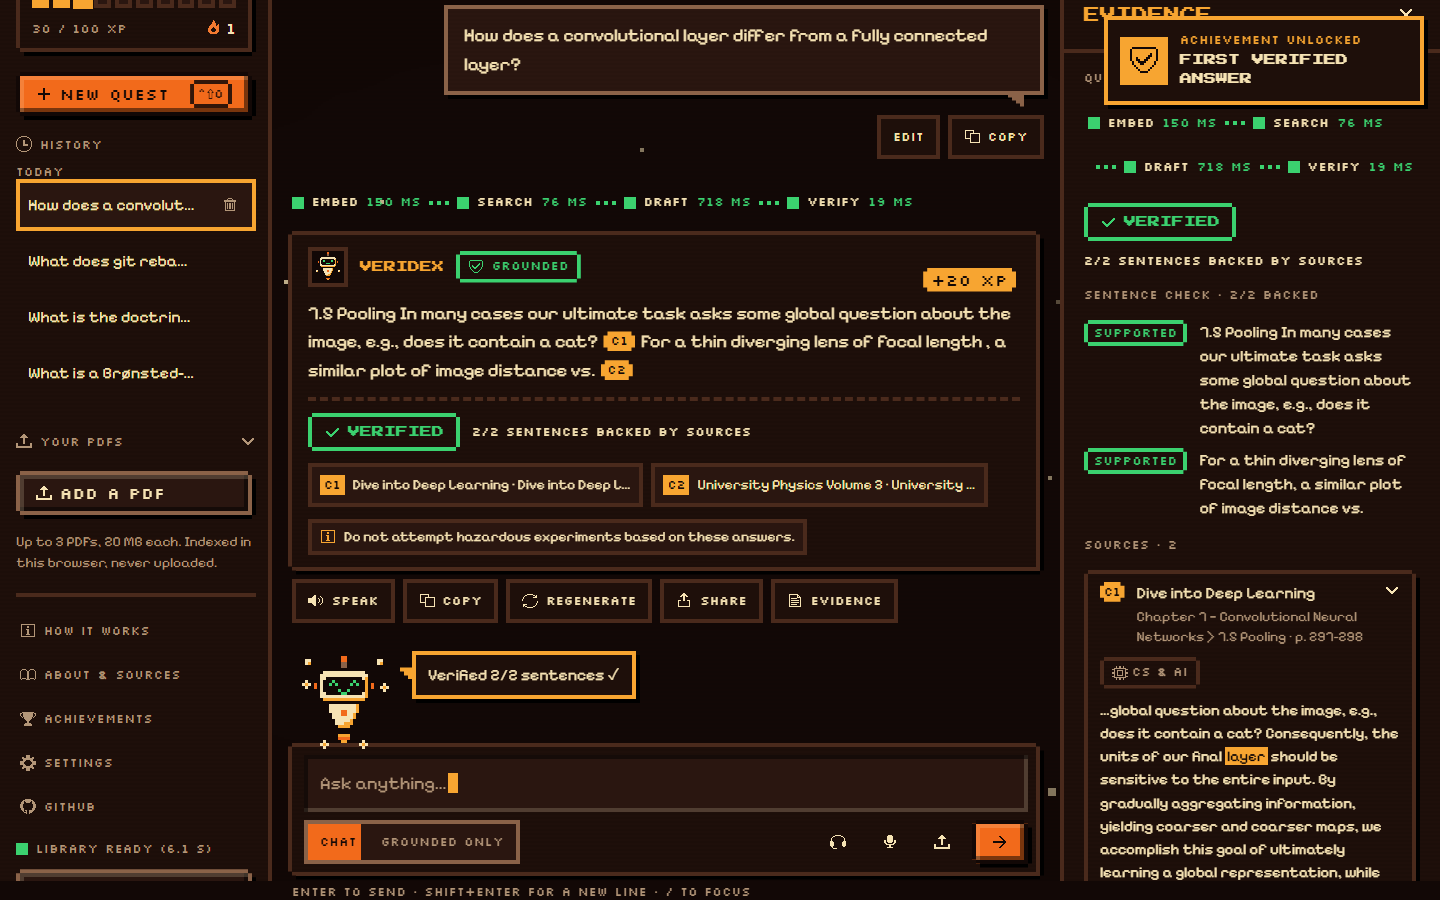 30 / 100 XP
1
+ NEW QUEST
HISTORY
TODAY
How does a convolut...
What does git reba...
What is the doctrin...
What is a Brønsted-...
YOUR PDFS
ADD A PDF
Up to 3 PDFs, 20 MB each. Indexed in
this browser, never uploaded.
HOW IT WORKS
ABOUT & SOURCES
ACHIEVEMENTS
SETTINGS
GITHUB
LIBRARY READY (6.1 S)
How does a convolutional layer differ from a fully connected
layer?
EDIT
COPY
EMBED 150 MS SEARCH 76 MS DRAFT 718 MS VERIFY 19 MS
VERIDEX
GROUNDED
+20 XP
7.5 Pooling In many cases our ultimate task asks some global question about the
image, e.g., does it contain a cat? C1 For a thin diverging lens of focal length , a
similar plot of image distance vs. C2
VERIFIED
2/2 SENTENCES BACKED BY SOURCES
C1 Dive into Deep Learning · Dive into Deep L...
C2 University Physics Volume 3 · University ...
Do not attempt hazardous experiments based on these answers.
SPEAK
COPY
REGENERATE
SHARE
EVIDENCE
Verified 2/2 sentences ✓
Ask anything...
CHAT
GROUNDED ONLY
ENTER TO SEND · SHIFT+ENTER FOR A NEW LINE · / TO FOCUS
EVIDENCE
ACHIEVEMENT UNLOCKED
FIRST VERIFIED
ANSWER
QU
EMBED 150 MS SEARCH 76 MS
DRAFT 718 MS VERIFY 19 MS
VERIFIED
2/2 SENTENCES BACKED BY SOURCES
SENTENCE CHECK · 2/2 BACKED
SUPPORTED
7.5 Pooling In many cases
our ultimate task asks
some global question about
the image, e.g., does it
contain a cat?
SUPPORTED
For a thin diverging lens of
focal length, a similar plot
of image distance vs.
SOURCES · 2
C1 Dive into Deep Learning
Chapter 7 - Convolutional Neural
Networks > 7.5 Pooling · p. 297-298
CS & AI
...global question about the image, e.g.,
does it contain a cat? Consequently, the
units of our final layer should be
sensitive to the entire input. By
gradually aggregating information,
yielding coarser and coarser maps, we
accomplish this goal of ultimately
learning a global representation, while